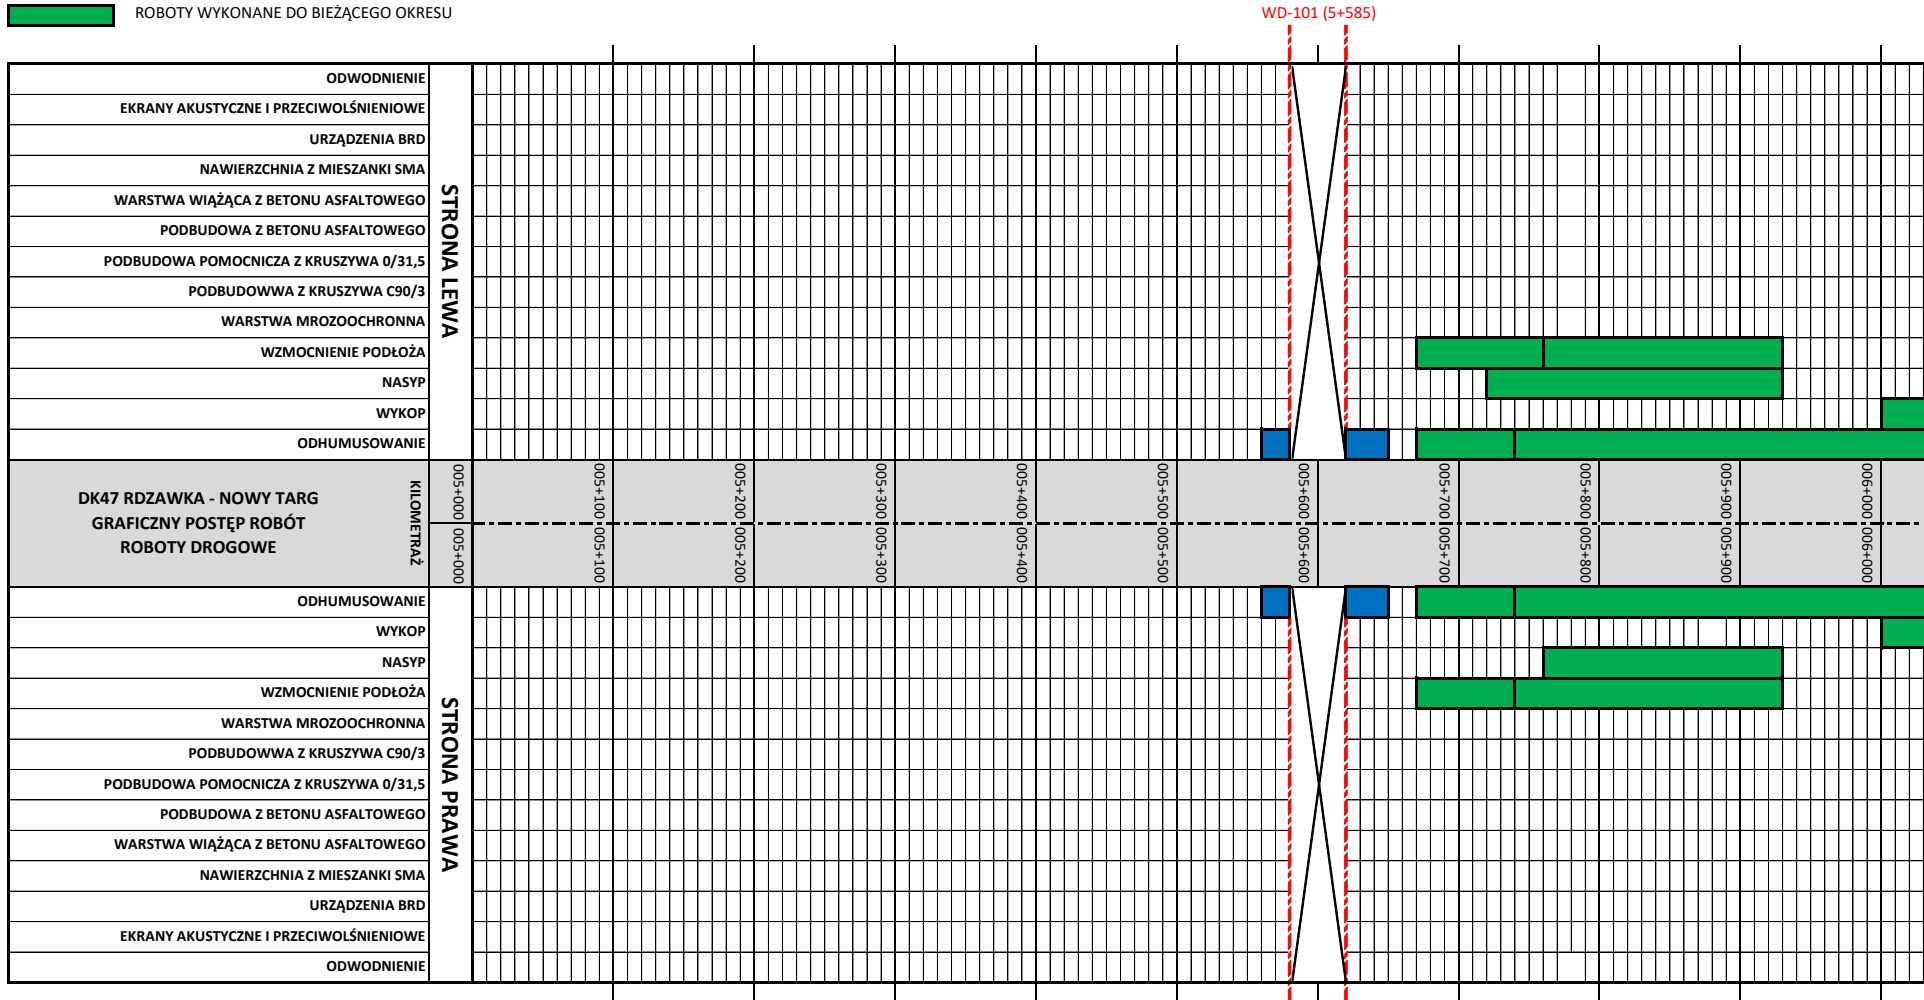 ROBOTY WYKONANE DO BIEŻĄCEGO OKRESU
WD-101 (5+585)
ODWODNIENIE
EKRANY AKUSTYCZNE I PRZECIWOLŚNIENIOWE
URZĄDZENIA BRD
NAWIERZCHNIA Z MIESZANKI SMA
WARSTWA WIĄŻĄCA Z BETONU ASFALTOWEGO
PODBUDOWA Z BETONU ASFALTOWEGO
PODBUDOWA POMOCNICZA Z KRUSZYWA 0/31,5
PODBUDOWWA Z KRUSZYWA C90/3
WARSTWA MROZOOCHRONNA
WZMOCNIENIE PODŁOŻA
NASYP
WYKOP
ODHUMUSOWANIE
STRONA LEWA
DK47 RDZAWKA - NOWY TARG
GRAFICZNY POSTĘP ROBÓT
ROBOTY DROGOWE
KILOMETRAŻ
005+000 005+100 005+200 005+300 005+400 005+500 005+600 005+700 005+800 005+900 006+000
005+000 005+100 005+200 005+300 005+400 005+500 005+600 005+700 005+800 005+900 006+000
ODHUMUSOWANIE
WYKOP
NASYP
WZMOCNIENIE PODŁOŻA
WARSTWA MROZOOCHRONNA
PODBUDOWWA Z KRUSZYWA C90/3
PODBUDOWA POMOCNICZA Z KRUSZYWA 0/31,5
PODBUDOWA Z BETONU ASFALTOWEGO
WARSTWA WIĄŻĄCA Z BETONU ASFALTOWEGO
NAWIERZCHNIA Z MIESZANKI SMA
URZĄDZENIA BRD
EKRANY AKUSTYCZNE I PRZECIWOLŚNIENIOWE
ODWODNIENIE
STRONA PRAWA